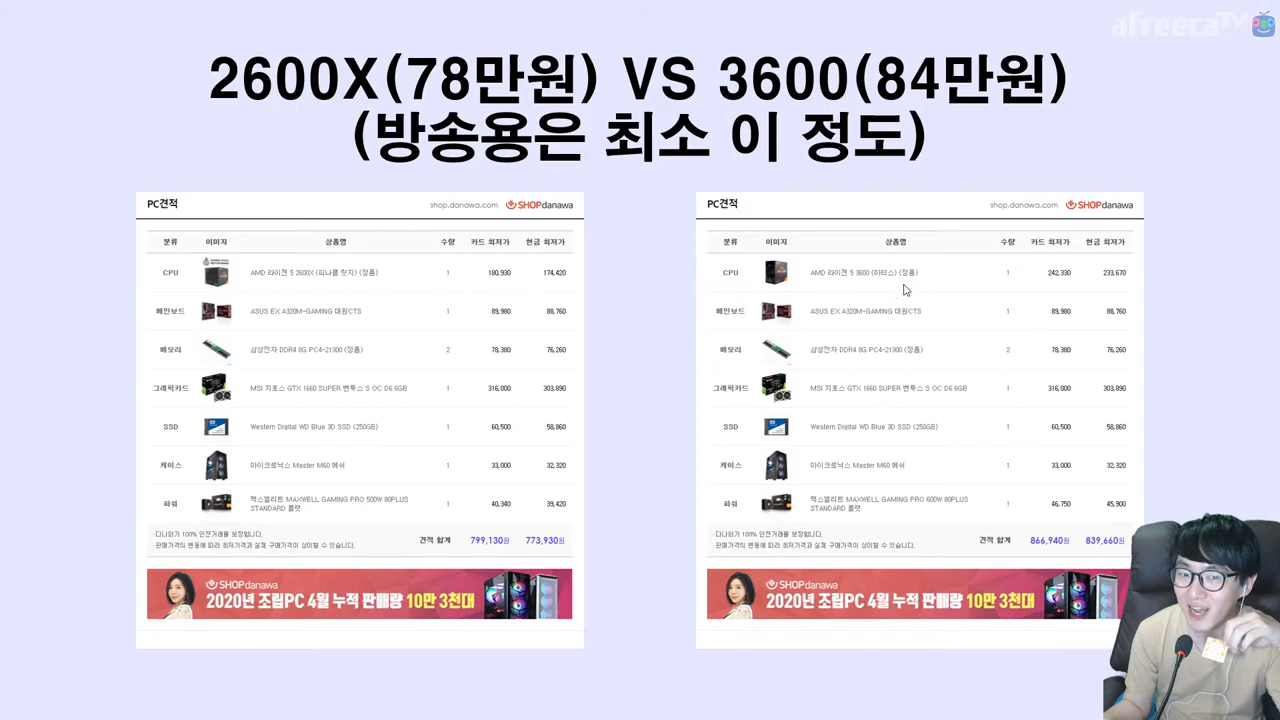 afreecaTV
2600X(78만원) VS 3600(84만원)
(방송용은 최소 이 정도)
PC견적 shop.danawa.com SHOPdanawa
분류 이미지 상품명 수량 카드 최저가 현금 최저가
CPU AMD 라이젠 5 2600X (피나클 릿지) (정품) 1 180,930 174,420
메인보드 ASUS EX A320M-GAMING 대원CTS 1 89,980 88,760
메모리 삼성전자 DDR4 8G PC4-21300 (정품) 2 78,380 76,260
그래픽카드 MSI 지포스 GTX 1660 SUPER 벤투스 S OC D6 6GB 1 316,000 303,890
SSD Western Digital WD Blue 3D SSD (250GB) 1 60,500 58,860
케이스 마이크로닉스 Master M60 메쉬 1 33,000 32,320
파워 맥스엘리트 MAXWELL GAMING PRO 500W 80PLUS 1 40,340 39,420
STANDARD 플랫
· 다나와가 100% 안전거래를 보장합니다.
· 판매가격의 변동에 따라 최저가격과 실제 구매가격이 상이할 수 있습니다.
견적 합계 799,130원 773,930원
SHOPdanawa
2020년 조립PC 4월 누적 판매량 10만 3천대
PC견적 shop.danawa.com SHOPdanawa
분류 이미지 상품명 수량 카드 최저가 현금 최저가
CPU AMD 라이젠 5 3600 (마티스) (정품) 1 242,330 233,670
메인보드 ASUS EX A320M-GAMING 대원CTS 1 89,980 88,760
메모리 삼성전자 DDR4 8G PC4-21300 (정품) 2 78,380 76,260
그래픽카드 MSI 지포스 GTX 1660 SUPER 벤투스 S OC D6 6GB 1 316,000 303,890
SSD Western Digital WD Blue 3D SSD (250GB) 1 60,500 58,860
케이스 마이크로닉스 Master M60 메쉬 1 33,000 32,320
파워 맥스엘리트 MAXWELL GAMING PRO 600W 80PLUS 1 46,750 45,900
STANDARD 플랫
· 다나와가 100% 안전거래를 보장합니다.
· 판매가격의 변동에 따라 최저가격과 실제 구매가격이 상이할 수 있습니다.
견적 합계 866,940원 839,660원
SHOPdanawa
2020년 조립PC 4월 누적 판매량 10만 3천대